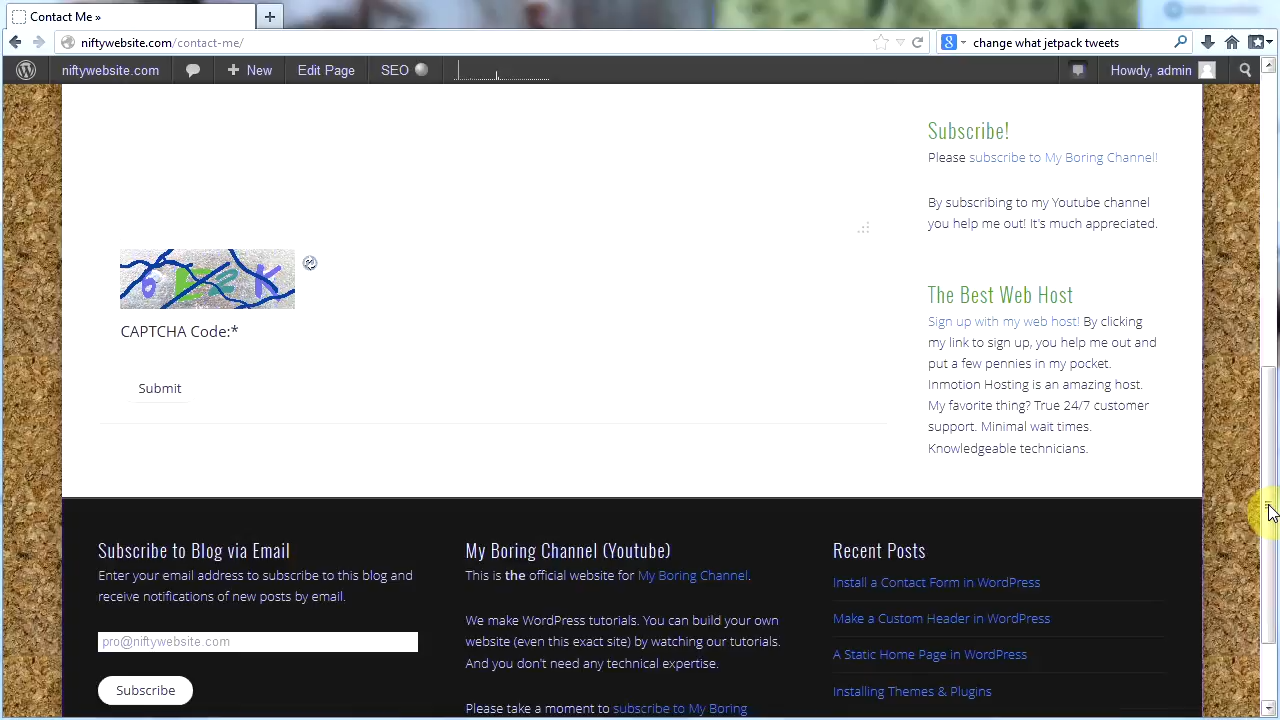 Contact Me »
niftywebsite.com/contact-me/
change what jetpack tweets
niftywebsite.com
New
Edit Page
SEO
Howdy, admin
Subscribe!
Please subscribe to My Boring Channel!
By subscribing to my Youtube channel
you help me out! It's much appreciated.
CAPTCHA Code:*
Submit
The Best Web Host
Sign up with my web host! By clicking
my link to sign up, you help me out and
put a few pennies in my pocket.
Inmotion Hosting is an amazing host.
My favorite thing? True 24/7 customer
support. Minimal wait times.
Knowledgeable technicians.
Subscribe to Blog via Email
Enter your email address to subscribe to this blog and
receive notifications of new posts by email.
pro@niftywebsite.com
Subscribe
My Boring Channel (Youtube)
This is the official website for My Boring Channel.
We make WordPress tutorials. You can build your own
website (even this exact site) by watching our tutorials.
And you don't need any technical expertise.
Please take a moment to subscribe to My Boring
Recent Posts
Install a Contact Form in WordPress
Make a Custom Header in WordPress
A Static Home Page in WordPress
Installing Themes & Plugins